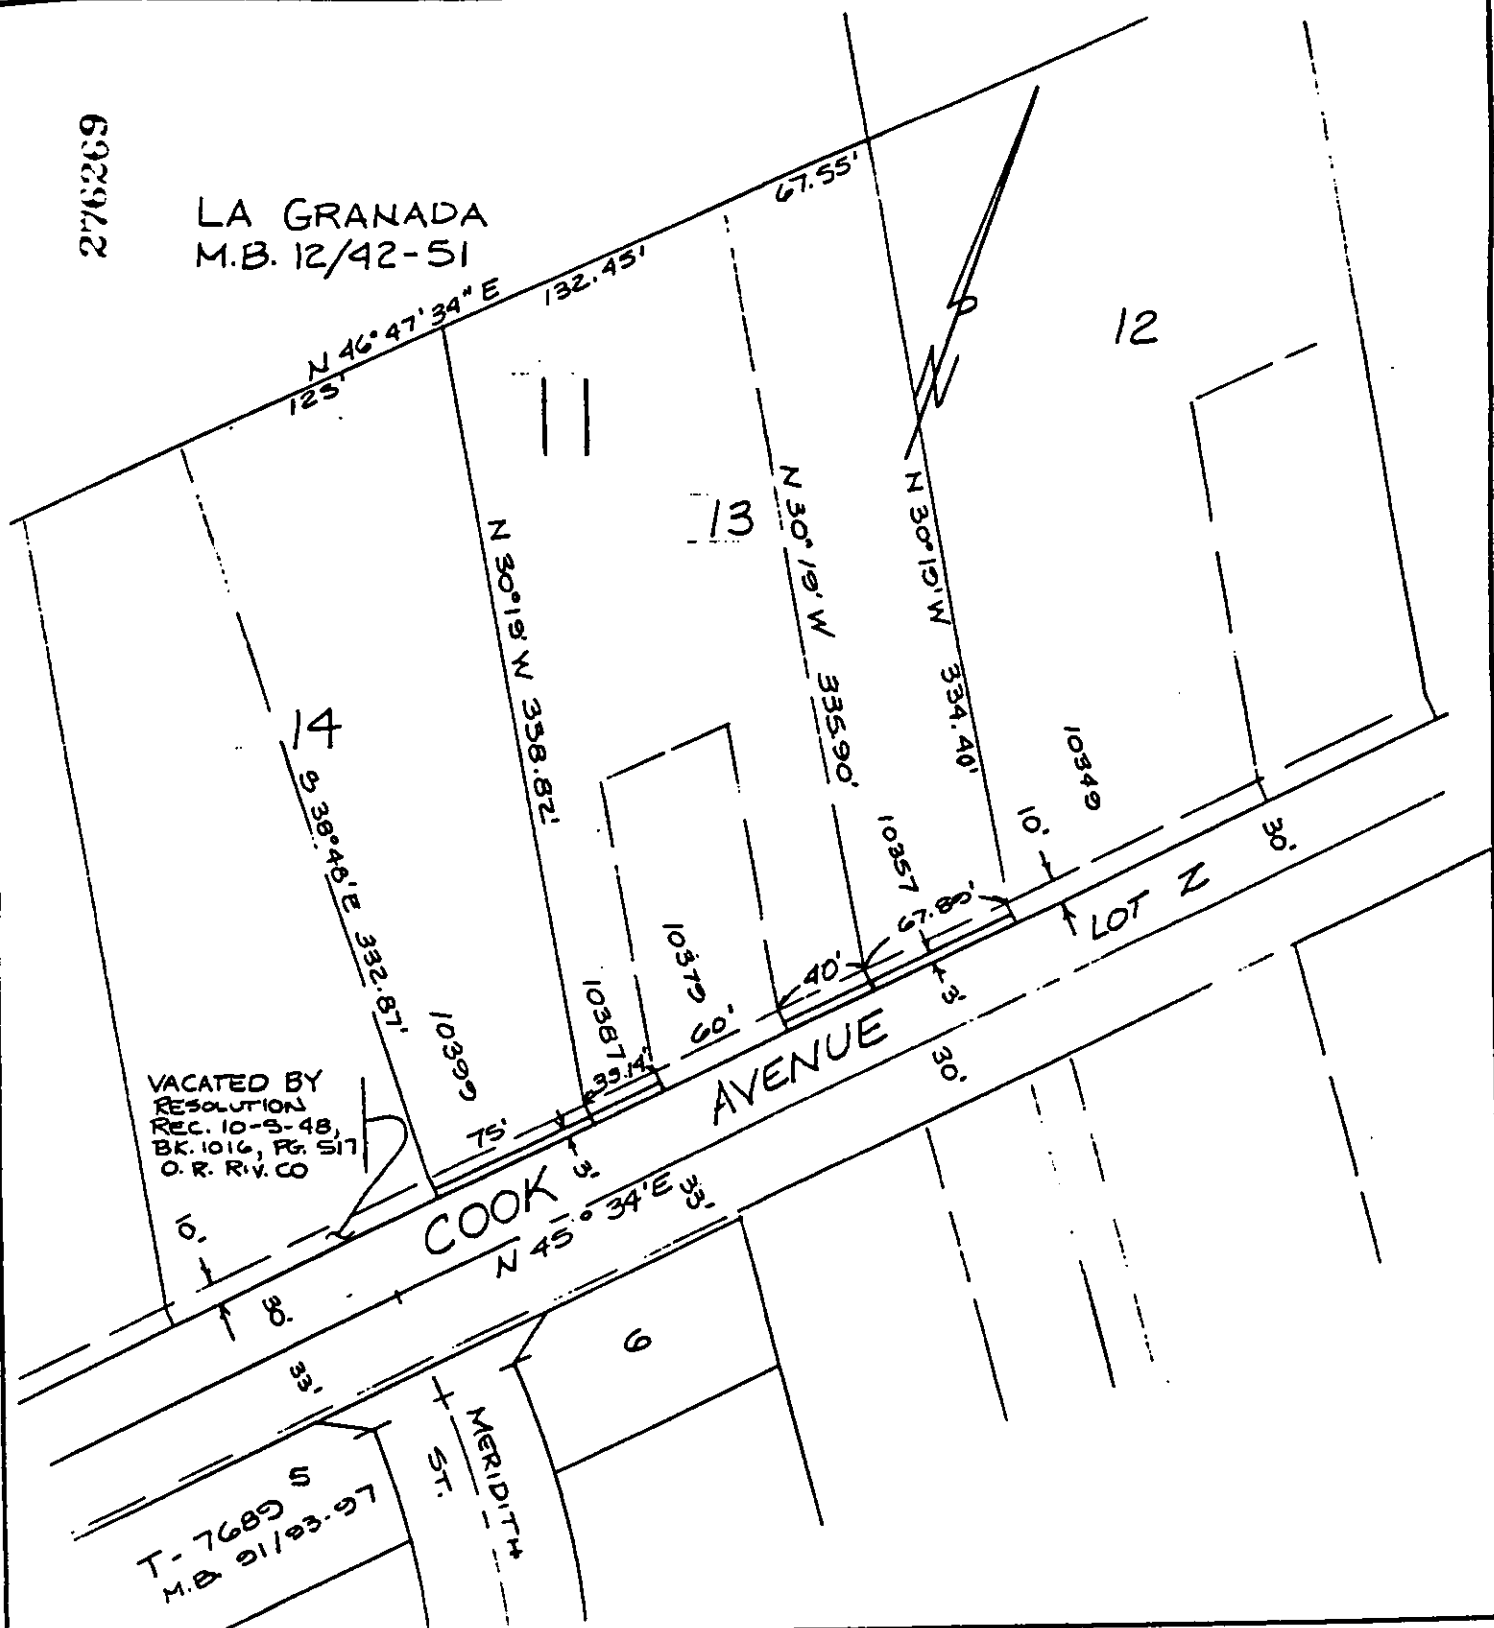 276269
LA GRANADA
M.B. 12/42-51
N 46° 47' 34" E
125'
132.45'
67.55'
11
12
13
14
N
N 30° 19' W 338.82'
N 30° 19' W 335.90'
N 30° 19' W 334.40'
S 38° 48' E 332.87'
10399
10387
10379
10357
10349
VACATED BY
RESOLUTION
REC. 10-5-48,
BK. 1016, PG. 517
O. R. RIV. CO
75'
39.14'
60'
40'
67.89'
10'
10'
3'
3'
30'
30'
30'
33'
33'
COOK AVENUE
LOT Z
N 45° 34' E
MERIDITH
ST.
6
5
T- 7689
M.B. 91/93-97